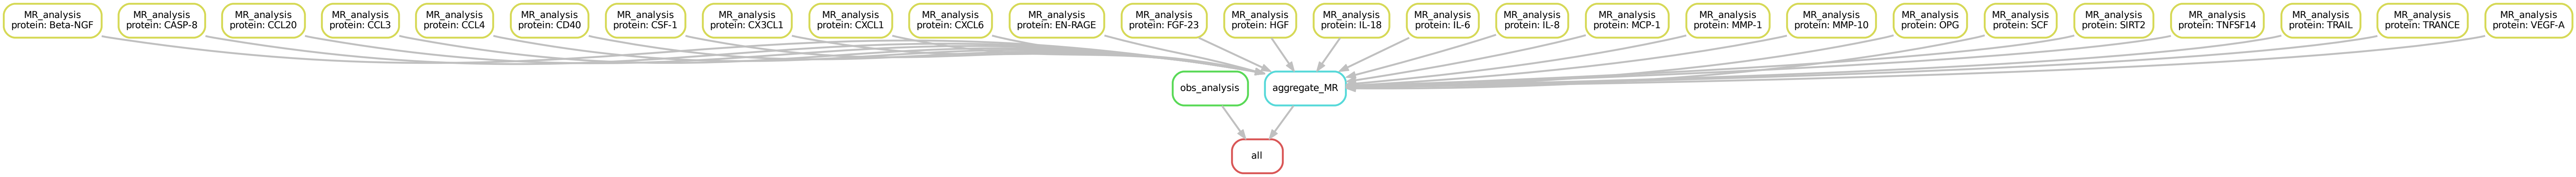 MR_analysis
protein: Beta-NGF
MR_analysis
protein: CASP-8
MR_analysis
protein: CCL20
MR_analysis
protein: CCL3
MR_analysis
protein: CCL4
MR_analysis
protein: CD40
MR_analysis
protein: CSF-1
MR_analysis
protein: CX3CL1
MR_analysis
protein: CXCL1
MR_analysis
protein: CXCL6
MR_analysis
protein: EN-RAGE
MR_analysis
protein: FGF-23
MR_analysis
protein: HGF
MR_analysis
protein: IL-18
MR_analysis
protein: IL-6
MR_analysis
protein: IL-8
MR_analysis
protein: MCP-1
MR_analysis
protein: MMP-1
MR_analysis
protein: MMP-10
MR_analysis
protein: OPG
MR_analysis
protein: SCF
MR_analysis
protein: SIRT2
MR_analysis
protein: TNFSF14
MR_analysis
protein: TRAIL
MR_analysis
protein: TRANCE
MR_analysis
protein: VEGF-A
obs_analysis
aggregate_MR
all